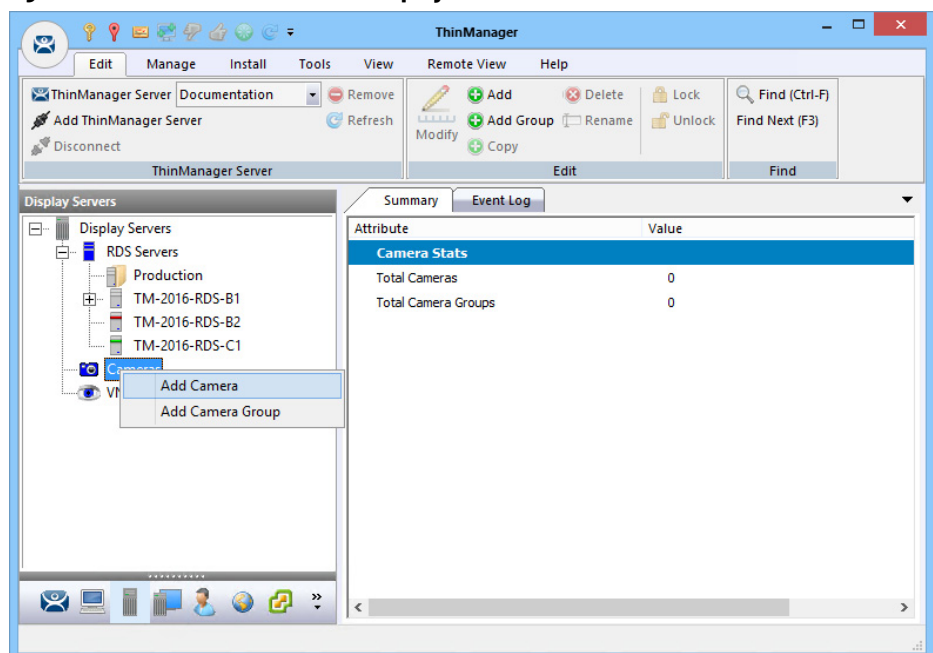 ThinManager
Edit Manage Install Tools View Remote View Help
ThinManager Server Documentation Remove
Add ThinManager Server Refresh
Disconnect
ThinManager Server
Modify
Add Delete
Add Group Rename
Copy
Edit
Lock
Unlock
Find (Ctrl-F)
Find Next (F3)
Find
Display Servers
Display Servers
RDS Servers
Production
TM-2016-RDS-B1
TM-2016-RDS-B2
TM-2016-RDS-C1
Cameras
Add Camera
Add Camera Group
Summary Event Log
Attribute Value
Camera Stats
Total Cameras 0
Total Camera Groups 0